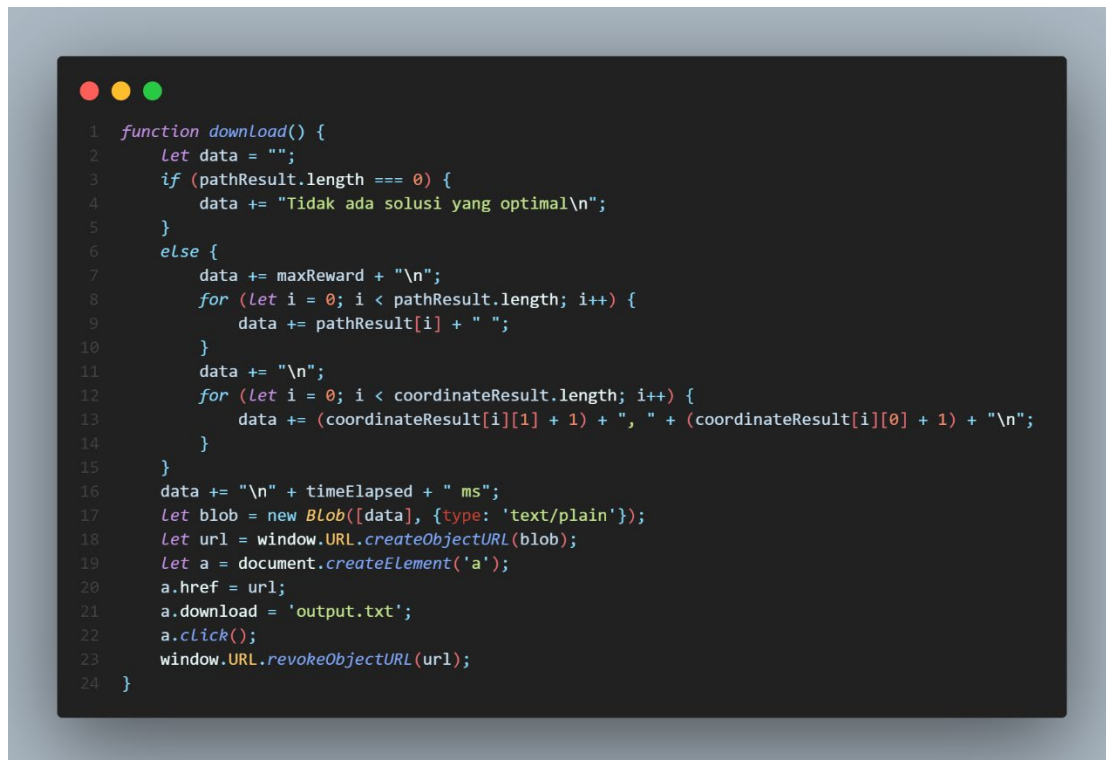 1 function download() {
2     let data = "";
3     if (pathResult.length === 0) {
4         data += "Tidak ada solusi yang optimal\n";
5     }
6     else {
7         data += maxReward + "\n";
8         for (let i = 0; i < pathResult.length; i++) {
9             data += pathResult[i] + " ";
10         }
11         data += "\n";
12         for (let i = 0; i < coordinateResult.length; i++) {
13             data += (coordinateResult[i][1] + 1) + ", " + (coordinateResult[i][0] + 1) + "\n";
14         }
15     }
16     data += "\n" + timeElapsed + " ms";
17     let blob = new Blob([data], {type: 'text/plain'});
18     let url = window.URL.createObjectURL(blob);
19     let a = document.createElement('a');
20     a.href = url;
21     a.download = 'output.txt';
22     a.click();
23     window.URL.revokeObjectURL(url);
24 }